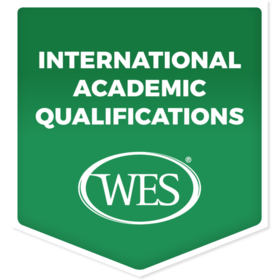 INTERNATIONAL
ACADEMIC
QUALIFICATIONS
WES®